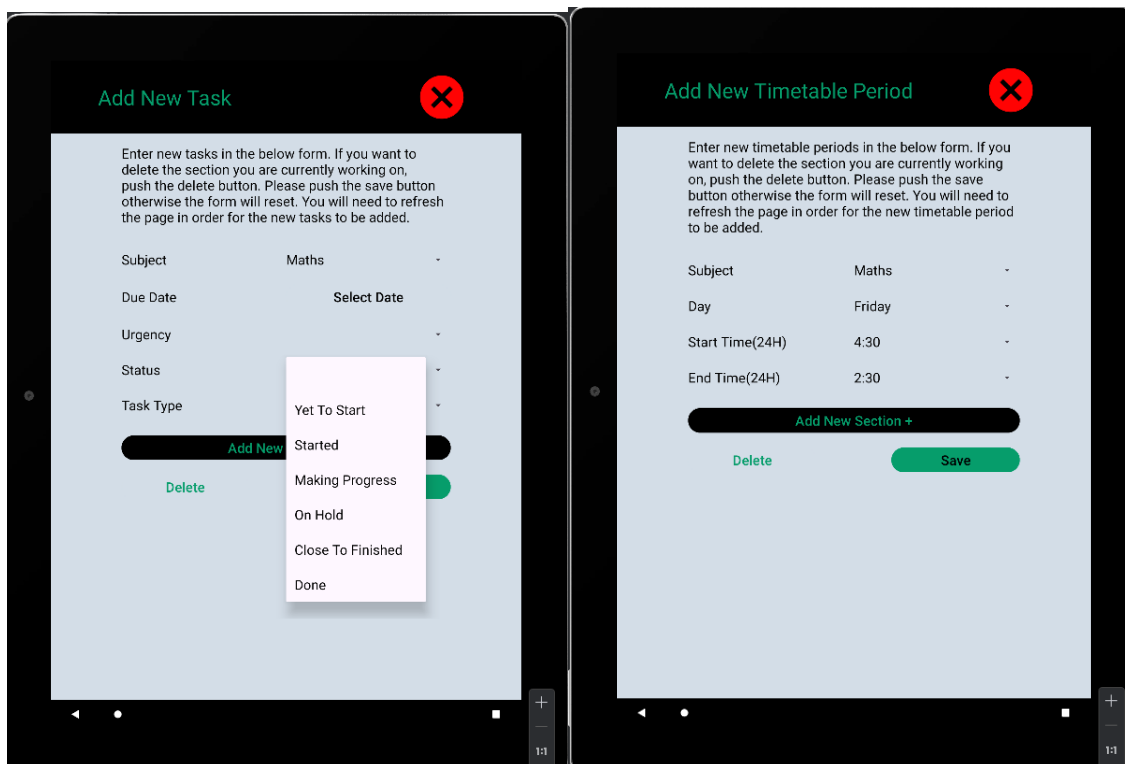 Add New Task
Enter new tasks in the below form. If you want to
delete the section you are currently working on,
push the delete button. Please push the save button
otherwise the form will reset. You will need to refresh
the page in order for the new tasks to be added.
Subject Maths
Due Date Select Date
Urgency
Status
Task Type
Yet To Start
Started
Making Progress
On Hold
Close To Finished
Done
Add New
Delete
1:1
Add New Timetable Period
Enter new timetable periods in the below form. If you
want to delete the section you are currently working
on, push the delete button. Please push the save
button otherwise the form will reset. You will need to
refresh the page in order for the new timetable period
to be added.
Subject Maths
Day Friday
Start Time(24H) 4:30
End Time(24H) 2:30
Add New Section +
Delete Save
1:1